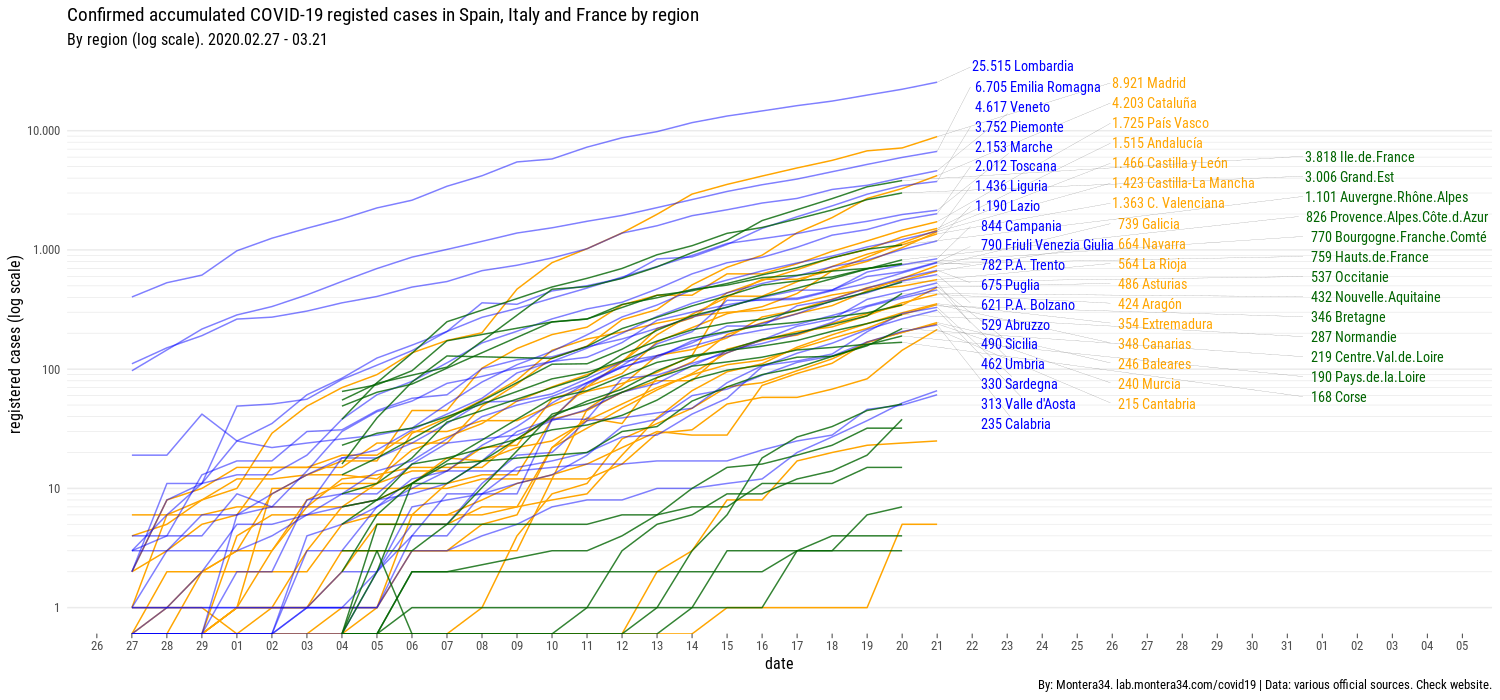 Confirmed accumulated COVID-19 registed cases in Spain, Italy and France by region
By region (log scale). 2020.02.27 - 03.21
registered cases (log scale)
10.000
1.000
100
10
1
25.515 Lombardia
6.705 Emilia Romagna
4.617 Veneto
3.752 Piemonte
2.153 Marche
2.012 Toscana
1.436 Liguria
1.190 Lazio
844 Campania
790 Friuli Venezia Giulia
782 P.A. Trento
675 Puglia
621 P.A. Bolzano
529 Abruzzo
490 Sicilia
462 Umbria
330 Sardegna
313 Valle d'Aosta
235 Calabria
8.921 Madrid
4.203 Cataluña
1.725 País Vasco
1.515 Andalucía
1.466 Castilla y León
1.423 Castilla-La Mancha
1.363 C. Valenciana
739 Galicia
664 Navarra
564 La Rioja
486 Asturias
424 Aragón
354 Extremadura
348 Canarias
246 Baleares
240 Murcia
215 Cantabria
3.818 Ile.de.France
3.006 Grand.Est
1.101 Auvergne.Rhône.Alpes
826 Provence.Alpes.Côte.d.Azur
770 Bourgogne.Franche.Comté
759 Hauts.de.France
537 Occitanie
432 Nouvelle.Aquitaine
346 Bretagne
287 Normandie
219 Centre.Val.de.Loire
190 Pays.de.la.Loire
168 Corse
26 27 28 29 01 02 03 04 05 06 07 08 09 10 11 12 13 14 15 16 17 18 19 20 21 22 23 24 25 26 27 28 29 30 31 01 02 03 04 05
date
By: Montera34. lab.montera34.com/covid19 | Data: various official sources. Check website.